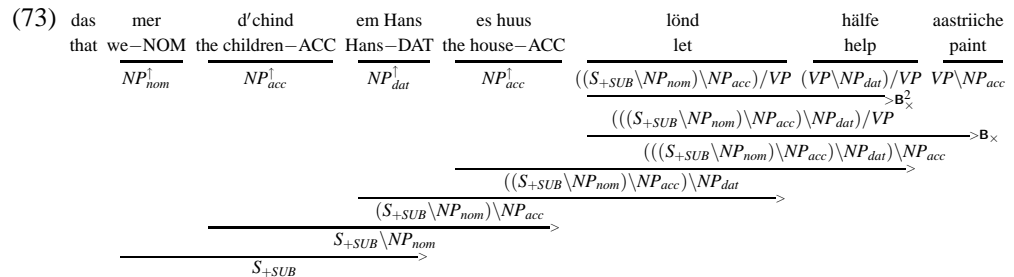 (73) das mer d'chind em Hans es huus lönd hälfe aastriiche
that we−NOM the children−ACC Hans−DAT the house−ACC let help paint
NP↑nom NP↑acc NP↑dat NP↑acc ((S+SUB\NPnom)\NPacc)/VP (VP\NPdat)/VP VP\NPacc
>B²×
(((S+SUB\NPnom)\NPacc)\NPdat)/VP
>B×
(((S+SUB\NPnom)\NPacc)\NPdat)\NPacc
>
((S+SUB\NPnom)\NPacc)\NPdat
>
(S+SUB\NPnom)\NPacc
>
S+SUB\NPnom
>
S+SUB